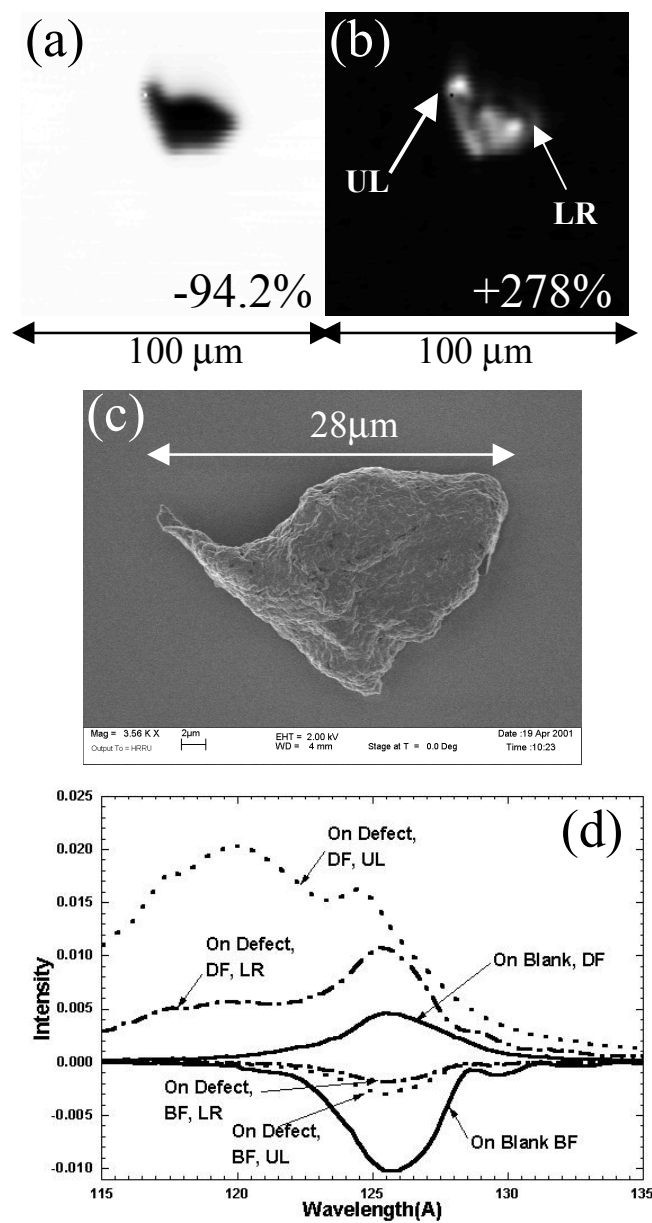 (a)
-94.2%
100 μm
(b)
UL
LR
+278%
100 μm
(c)
28μm
Mag = 3.56 K X
2μm
EHT = 2.00 kV
Date :19 Apr 2001
Output To = HRRU
WD = 4 mm
Stage at T = 0.0 Deg
Time :10:23
(d)
0.025
0.020
0.015
0.010
0.005
0.000
-0.005
-0.010
Intensity
On Defect,
DF, UL
On Defect,
DF, LR
On Blank, DF
On Defect,
BF, LR
On Defect,
BF, UL
On Blank BF
115
120
125
130
135
Wavelength(A)